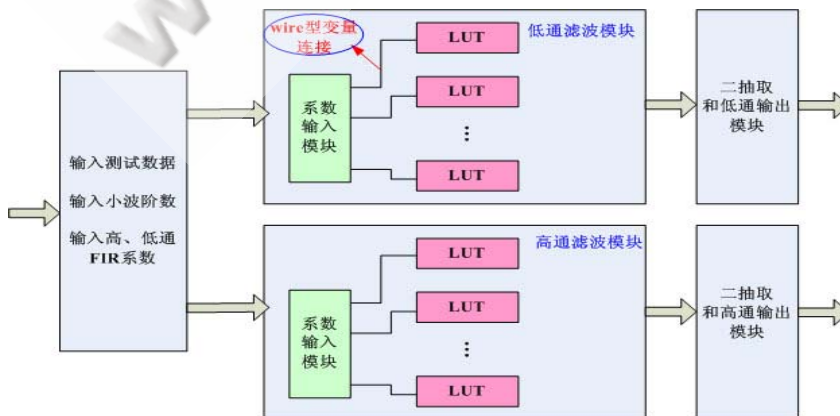 wire型变量
连接
低通滤波模块
LUT
LUT
⋮
LUT
系数
输入
模块
二抽取
和低通输出
模块
输入测试数据
输入小波阶数
输入高、低通
FIR系数
高通滤波模块
LUT
LUT
⋮
LUT
系数
输入
模块
二抽取
和高通输出
模块